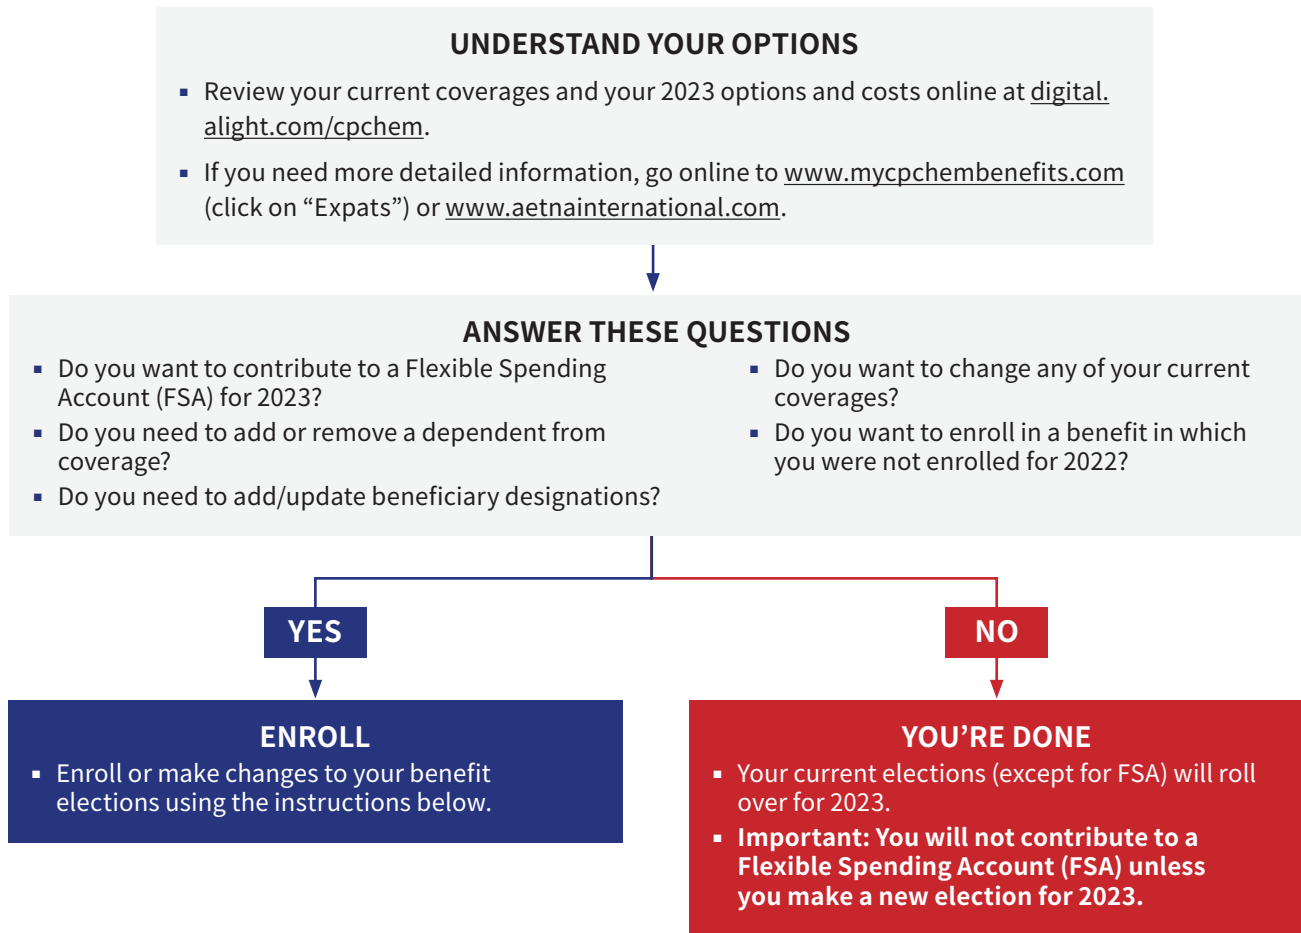 UNDERSTAND YOUR OPTIONS
▪ Review your current coverages and your 2023 options and costs online at digital.
alight.com/cpchem.
▪ If you need more detailed information, go online to www.mycpchembenefits.com
(click on “Expats”) or www.aetnainternational.com.
ANSWER THESE QUESTIONS
▪ Do you want to contribute to a Flexible Spending
Account (FSA) for 2023?
▪ Do you need to add or remove a dependent from
coverage?
▪ Do you need to add/update beneficiary designations?
▪ Do you want to change any of your current
coverages?
▪ Do you want to enroll in a benefit in which
you were not enrolled for 2022?
YES
NO
ENROLL
▪ Enroll or make changes to your benefit
elections using the instructions below.
YOU’RE DONE
▪ Your current elections (except for FSA) will roll
over for 2023.
▪ Important: You will not contribute to a
Flexible Spending Account (FSA) unless
you make a new election for 2023.